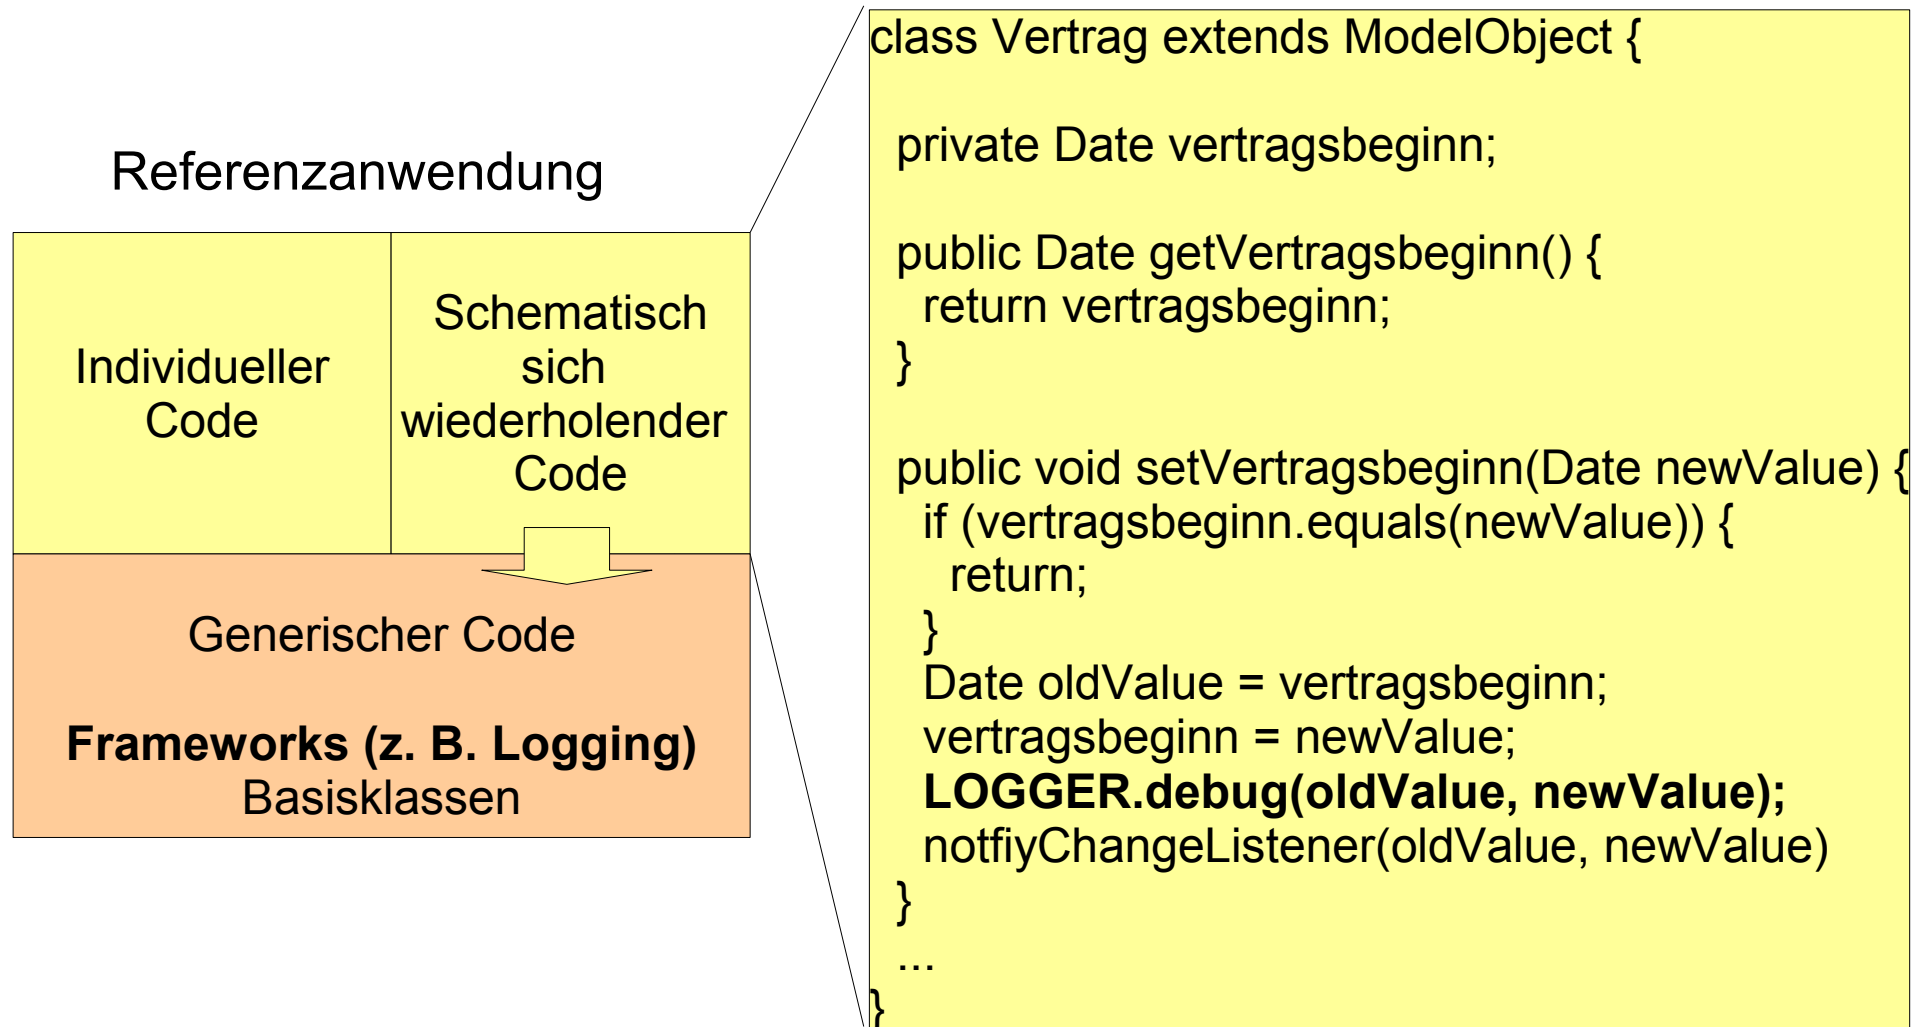 Referenzanwendung
Individueller
Code
Schematisch
sich
wiederholender
Code
Generischer Code
Frameworks (z. B. Logging)
Basisklassen
class Vertrag extends ModelObject {
private Date vertragsbeginn;
public Date getVertragsbeginn() {
return vertragsbeginn;
}
public void setVertragsbeginn(Date newValue) {
if (vertragsbeginn.equals(newValue)) {
return;
}
Date oldValue = vertragsbeginn;
vertragsbeginn = newValue;
LOGGER.debug(oldValue, newValue);
notfiyChangeListener(oldValue, newValue)
}
...
}